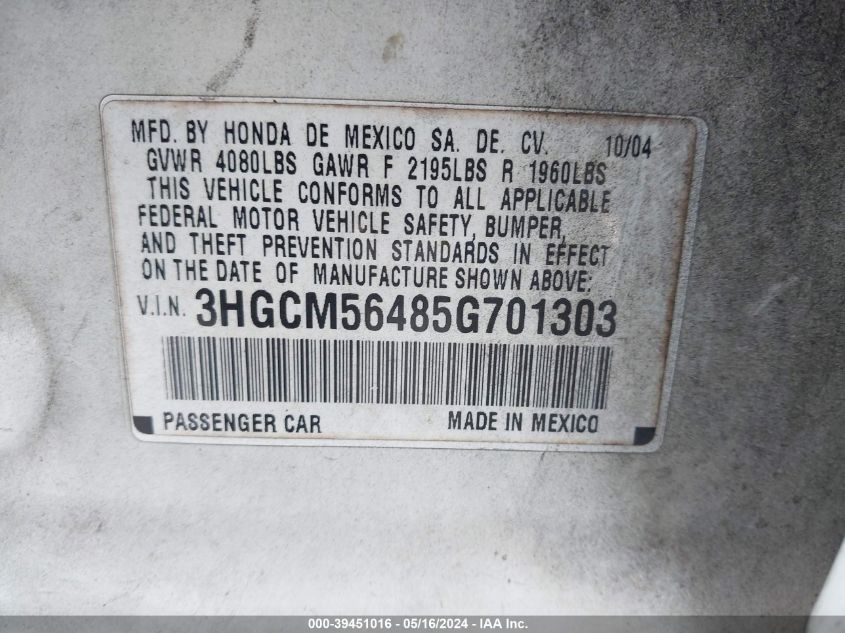 MFD. BY HONDA DE MEXICO SA. DE. CV. 10/04
GVWR 4080LBS GAWR F 2195LBS R 1960LBS
THIS VEHICLE CONFORMS TO ALL APPLICABLE
FEDERAL MOTOR VEHICLE SAFETY, BUMPER,
AND THEFT PREVENTION STANDARDS IN EFFECT
ON THE DATE OF MANUFACTURE SHOWN ABOVE:
V.I.N. 3HGCM56485G701303
PASSENGER CAR MADE IN MEXICO
000-39451016 - 05/16/2024 - IAA Inc.